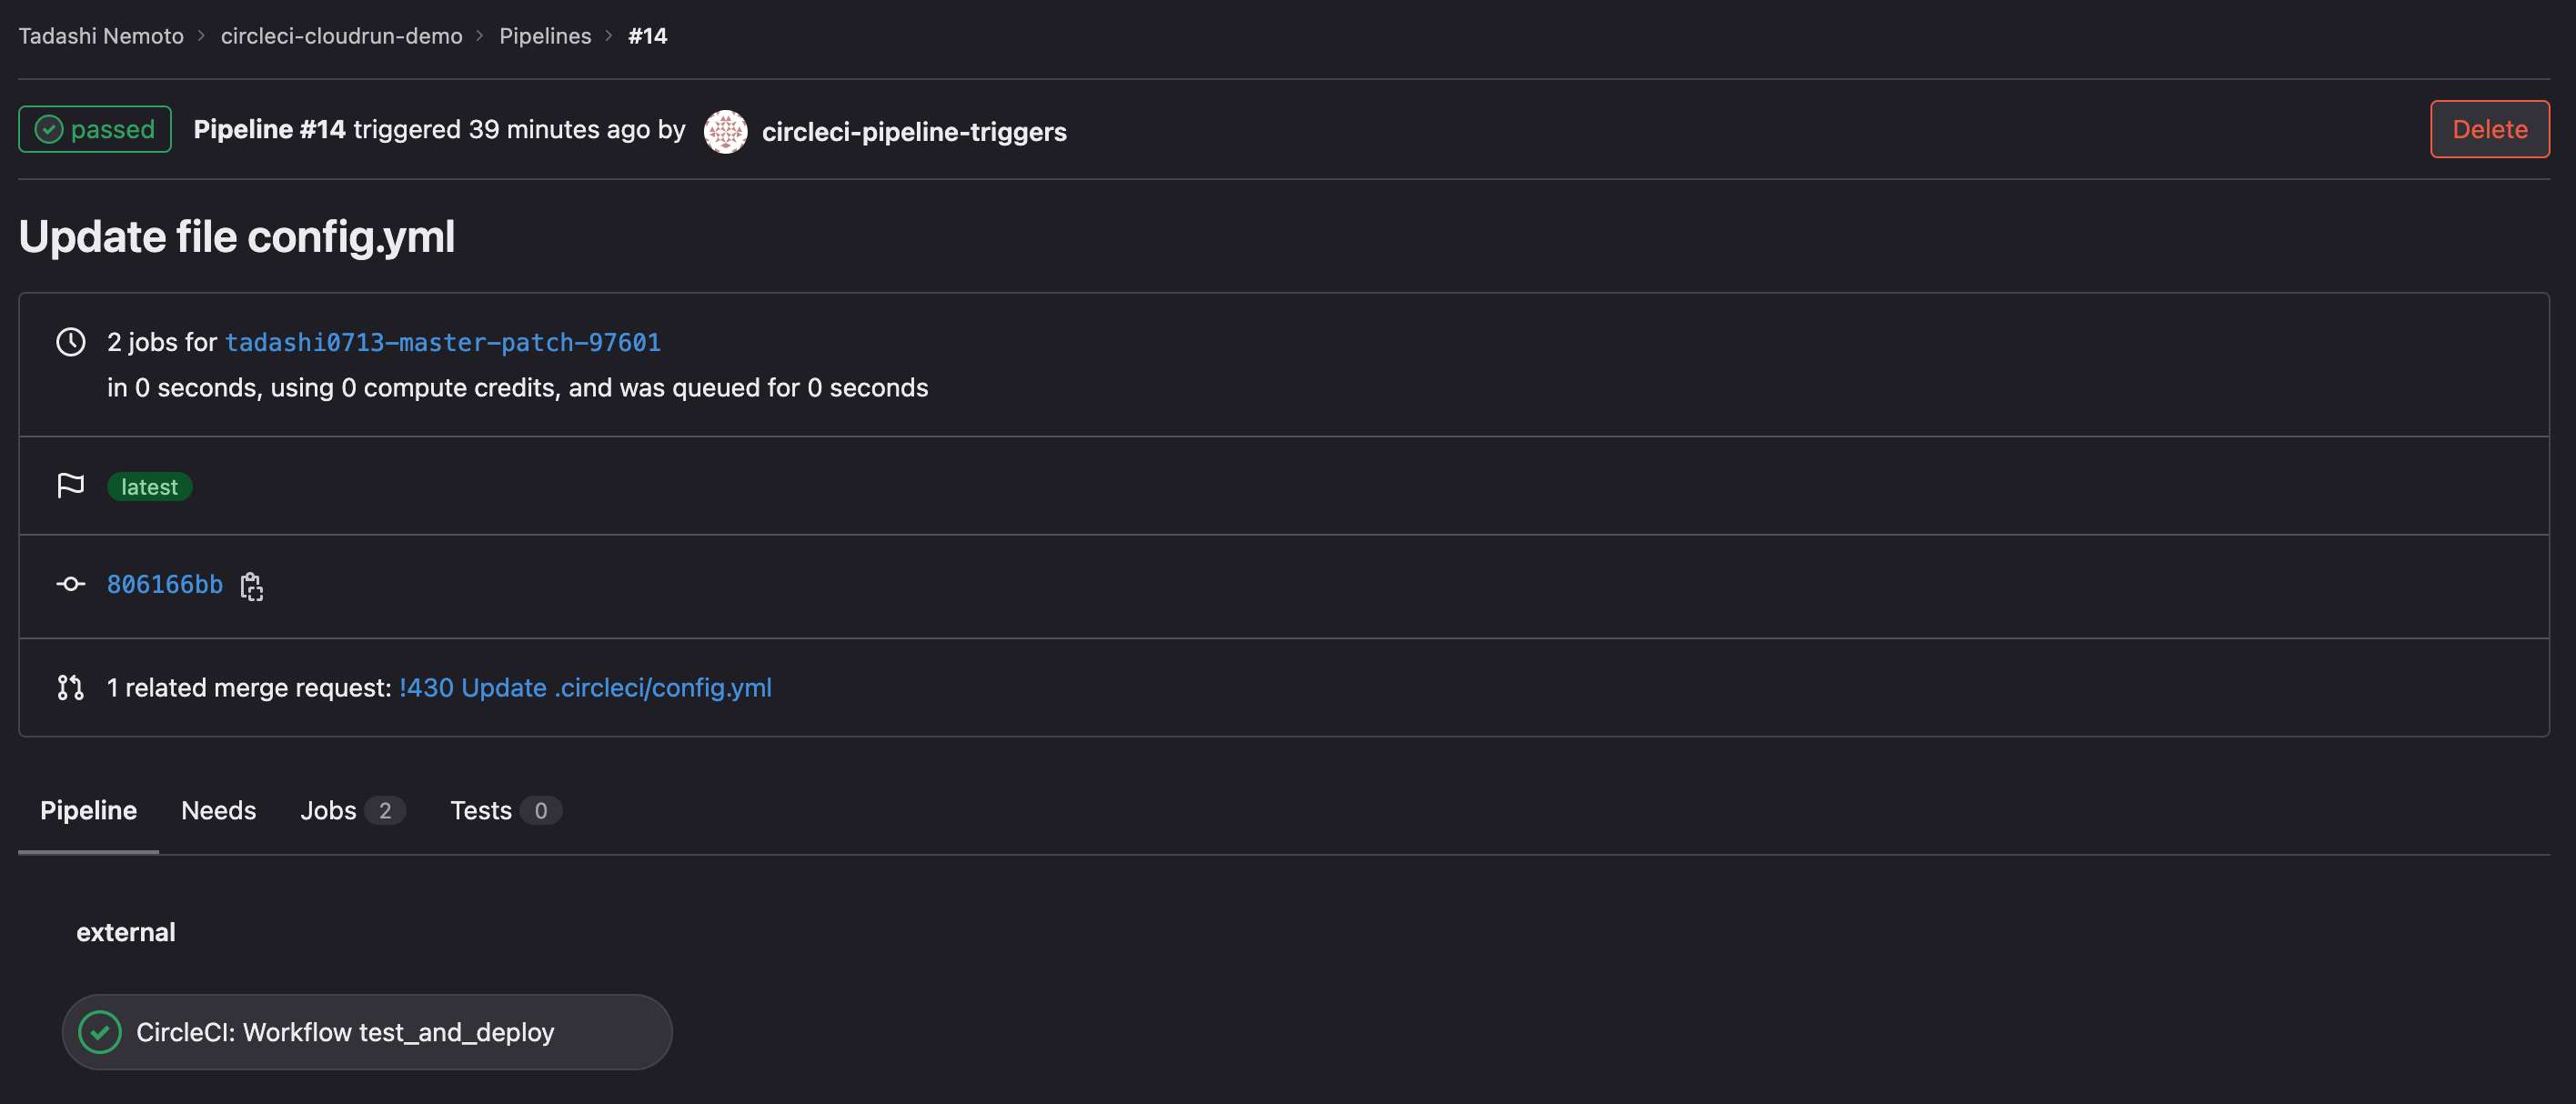 Tadashi Nemoto > circleci-cloudrun-demo > Pipelines > #14
passed Pipeline #14 triggered 39 minutes ago by circleci-pipeline-triggers Delete
Update file config.yml
2 jobs for tadashi0713-master-patch-97601
in 0 seconds, using 0 compute credits, and was queued for 0 seconds
latest
806166bb
1 related merge request: !430 Update .circleci/config.yml
Pipeline Needs Jobs 2 Tests 0
external
CircleCI: Workflow test_and_deploy